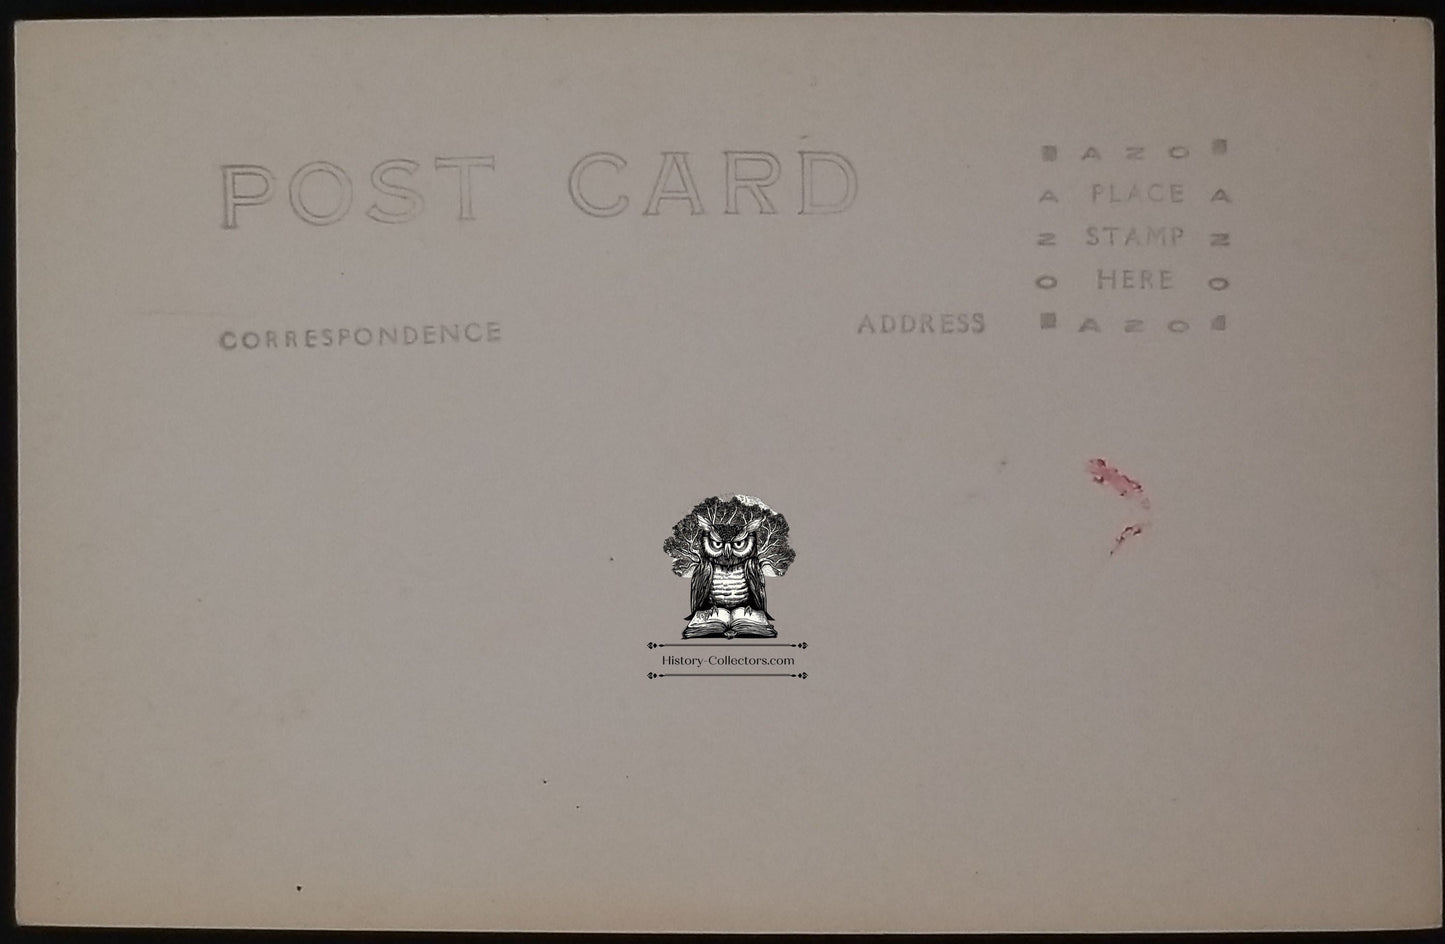 POST CARD
CORRESPONDENCE
ADDRESS
AZO
A PLACE A
Z STAMP Z
O HERE O
AZO
History-Collectors.com